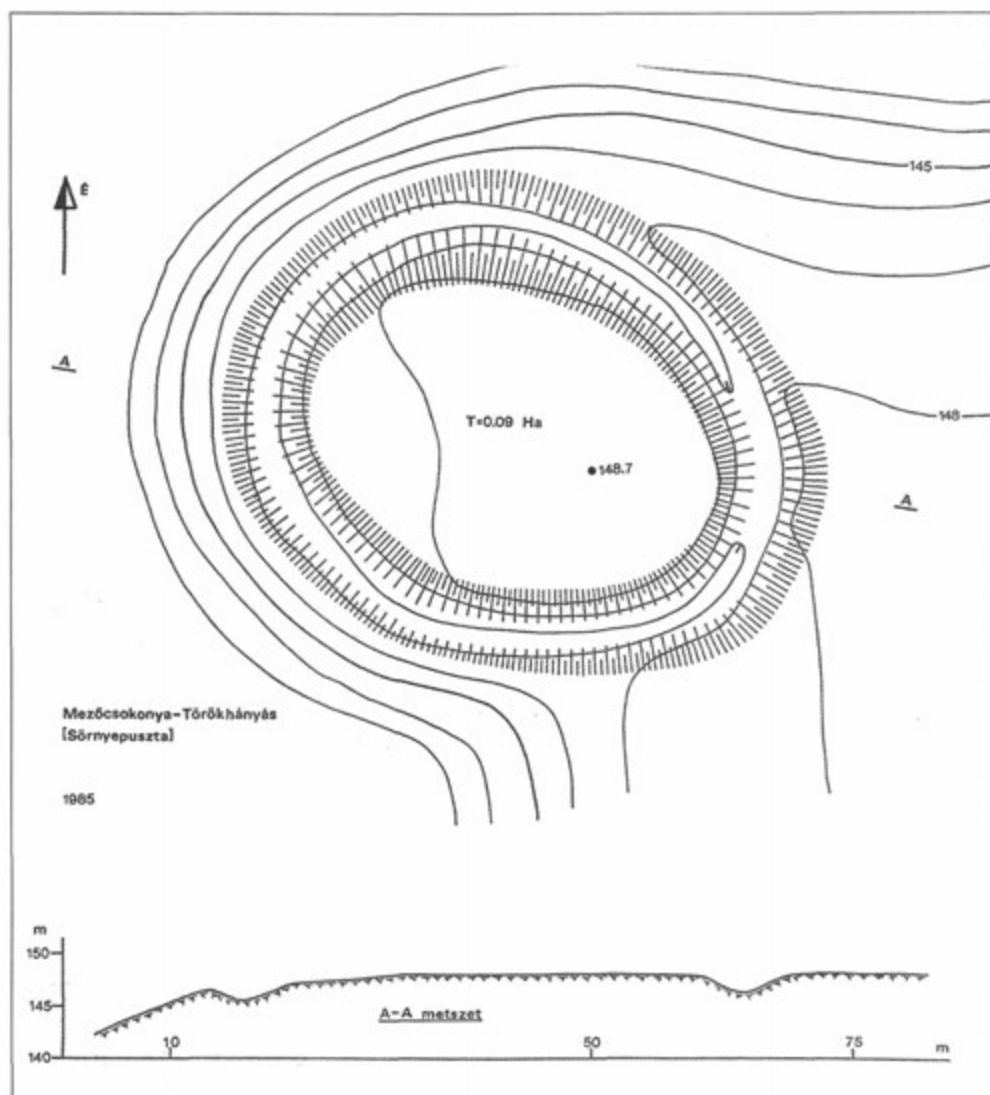 145
É
A
148
T=0.09 Ha
148.7
A
Mezőcsokonya-Törökhányás
[Sörnyepuszta]
1985
m
150
145
A-A metszet
140
10
50
75
m